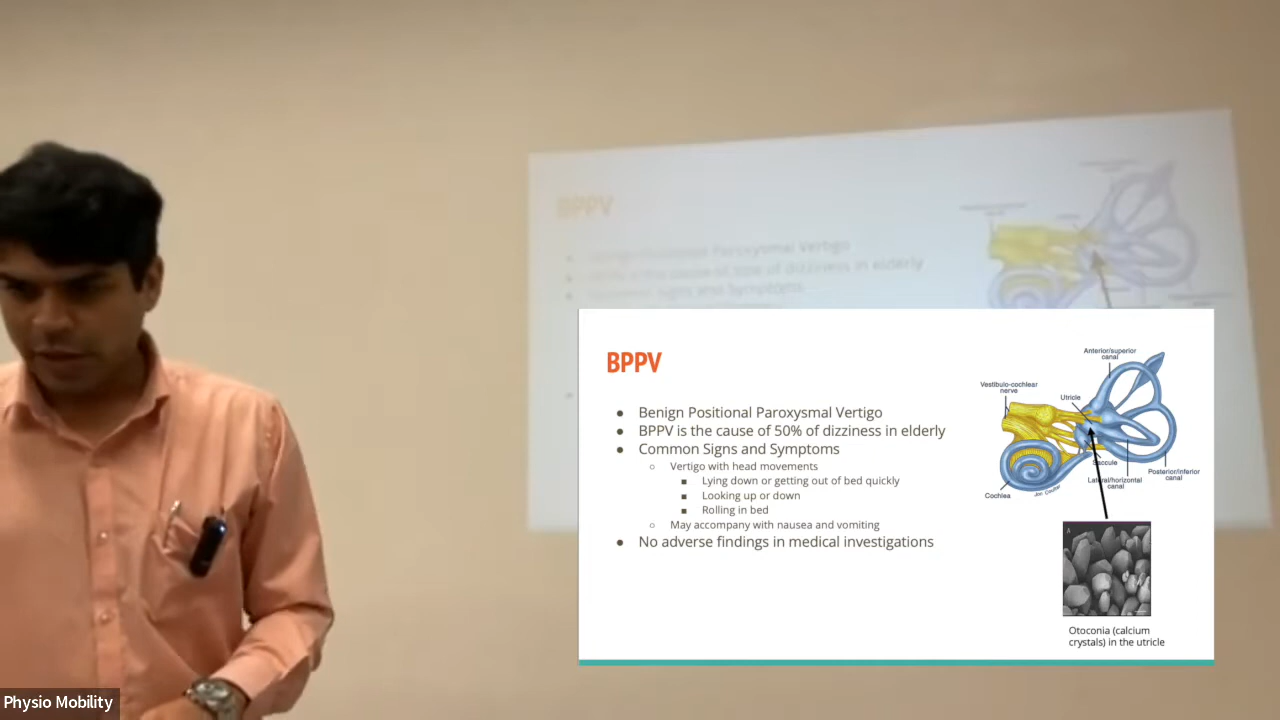 BPPV
Benign Positional Paroxysmal Vertigo
BPPV is the cause of 50% of dizziness in elderly
Common Signs and Symptoms
Vertigo with head movements
Lying down or getting out of bed quickly
Looking up or down
Rolling in bed
May accompany with nausea and vomiting
No adverse findings in medical investigations
Anterior/superior
canal
Vestibulo-cochlear
nerve
Utricle
Saccule
Posterior/inferior
canal
Lateral/horizontal
canal
Cochlea
A
Otoconia (calcium
crystals) in the utricle
BPPV
Paroxysmal Vertigo
Physio Mobility